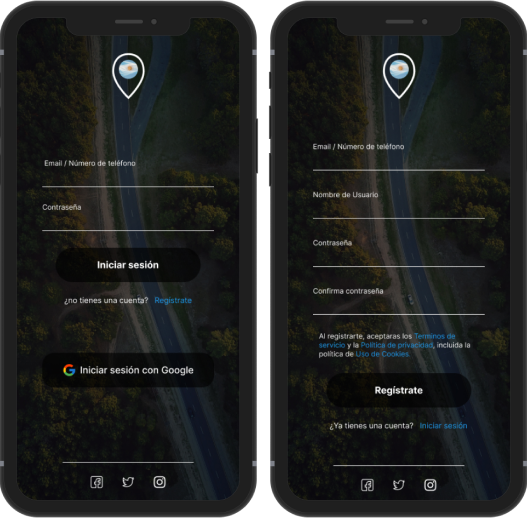 Email / Número de teléfono
Contraseña
Iniciar sesión
¿no tienes una cuenta? Regístrate
Iniciar sesión con Google
Email / Número de teléfono
Nombre de Usuario
Contraseña
Confirma contraseña
Al registrarte, aceptaras los Terminos de
servicio y la Política de privacidad, incluida la
política de Uso de Cookies.
Regístrate
¿Ya tienes una cuenta? Iniciar sesión